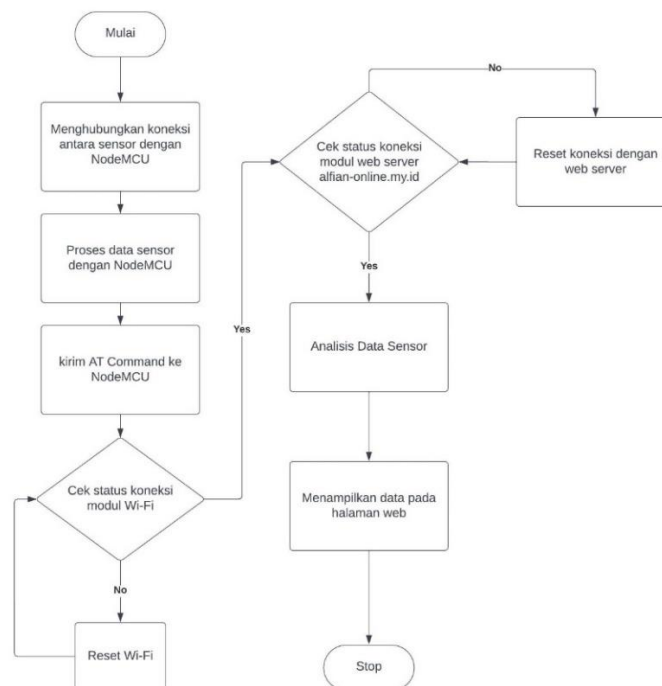 Mulai
Menghubungkan koneksi
antara sensor dengan
NodeMCU
Proses data sensor
dengan NodeMCU
kirim AT Command ke
NodeMCU
Cek status koneksi
modul Wi-Fi
No
Reset Wi-Fi
Yes
Cek status koneksi
modul web server
alfian-online.my.id
No
Reset koneksi dengan
web server
Yes
Analisis Data Sensor
Menampilkan data pada
halaman web
Stop